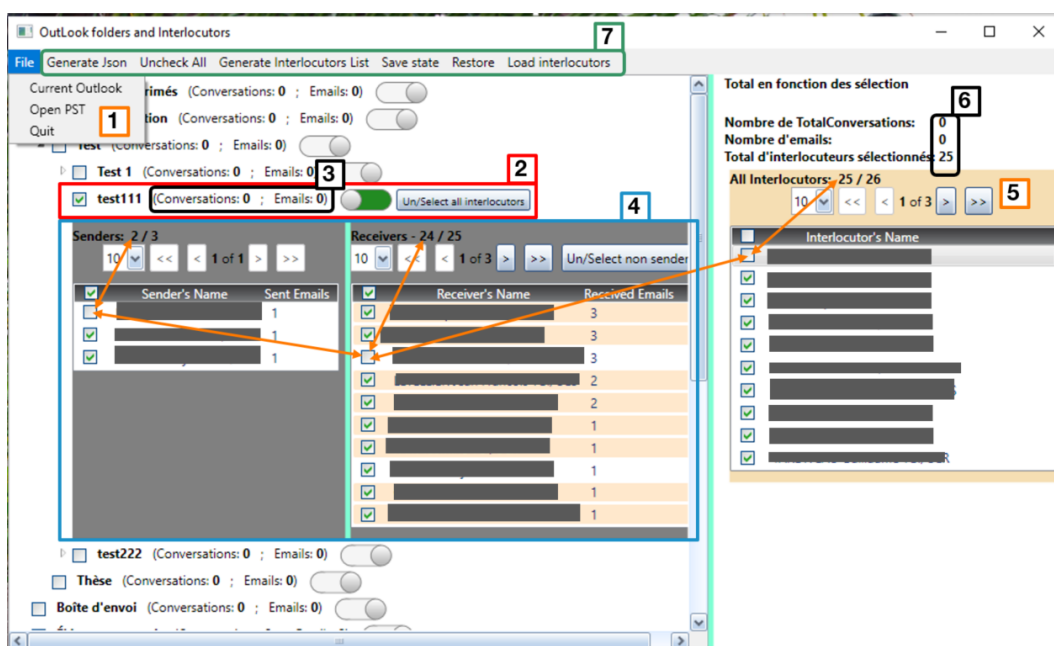 OutLook folders and Interlocutors
7
File Generate Json Uncheck All Generate Interlocutors List Save state Restore Load interlocutors
Current Outlook
Open PST
Quit
1
rimés (Conversations: 0 ; Emails: 0)
tion (Conversations: 0 ; Emails: 0)
Test (Conversations: 0 ; Emails: 0)
Test 1 (Conversations: 0 ; Emails: 0)
3
2
test111 (Conversations: 0 ; Emails: 0) Un/Select all interlocutors
4
Senders: 2 / 3
10 << < 1 of 1 > >>
Sender's Name Sent Emails
1
1
1
Receivers - 24 / 25
10 << < 1 of 3 > >> Un/Select non sender
Receiver's Name Received Emails
3
3
3
2
2
1
1
1
1
1
test222 (Conversations: 0 ; Emails: 0)
Thèse (Conversations: 0 ; Emails: 0)
Boîte d'envoi (Conversations: 0 ; Emails: 0)
Total en fonction des sélection
6
Nombre de TotalConversations: 0
Nombre d'emails: 0
Total d'interlocuteurs sélectionnés: 25
All Interlocutors: 25 / 26
10 << < 1 of 3 > >>
5
Interlocutor's Name